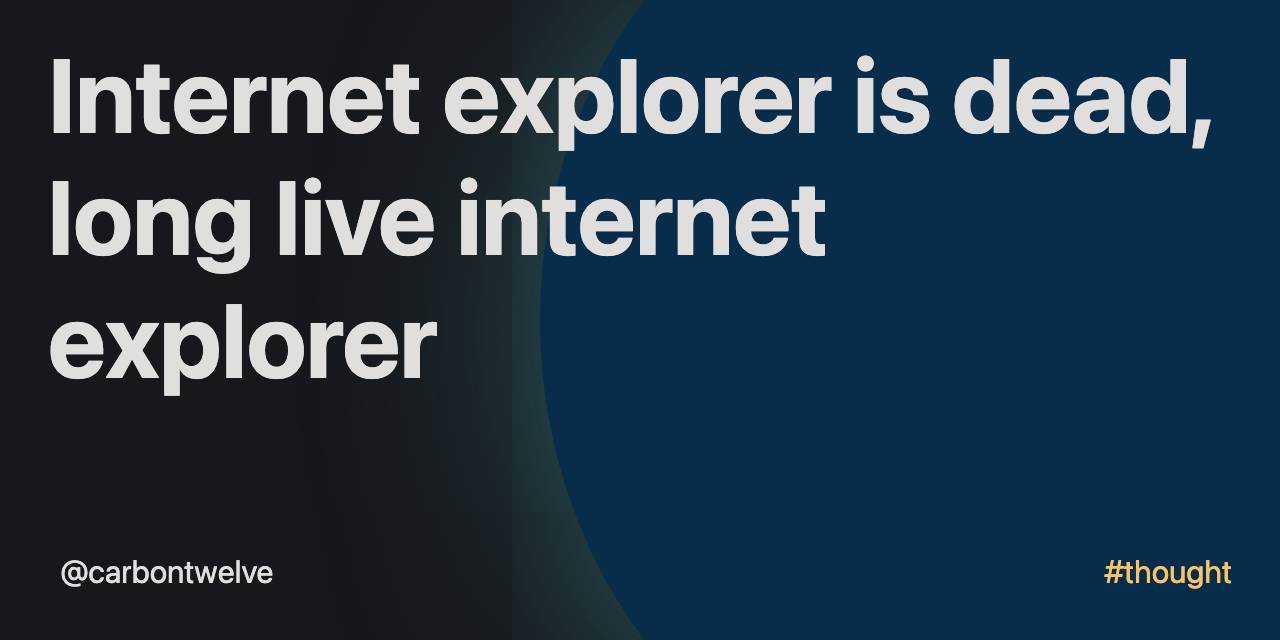 Internet explorer is dead,
long live internet
explorer
@carbontwelve
#thought